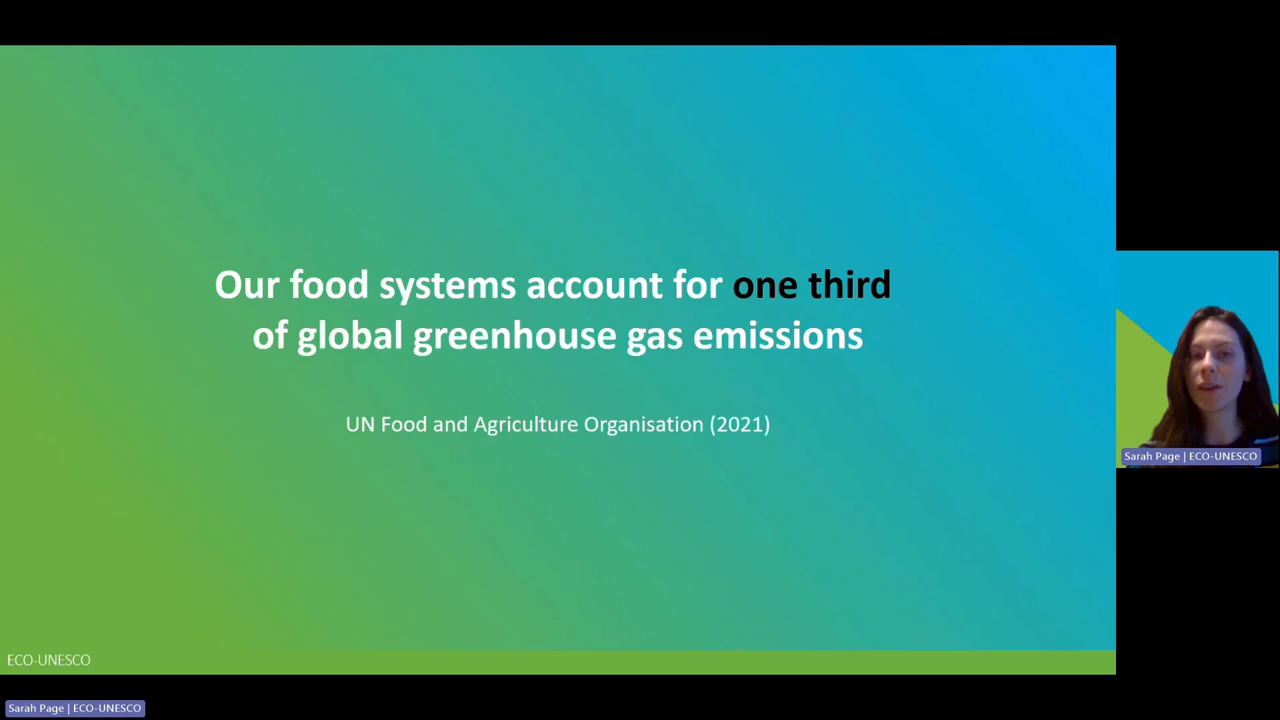 Our food systems account for one third
of global greenhouse gas emissions
UN Food and Agriculture Organisation (2021)
Sarah Page | ECO-UNESCO
ECO-UNESCO
Sarah Page | ECO-UNESCO